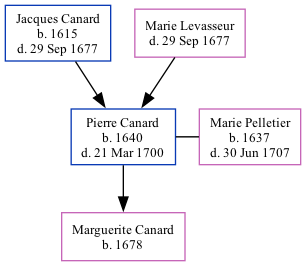 Jacques Canard
b. 1615
d. 29 Sep 1677
Marie Levasseur
d. 29 Sep 1677
Pierre Canard
b. 1640
d. 21 Mar 1700
Marie Pelletier
b. 1637
d. 30 Jun 1707
Marguerite Canard
b. 1678